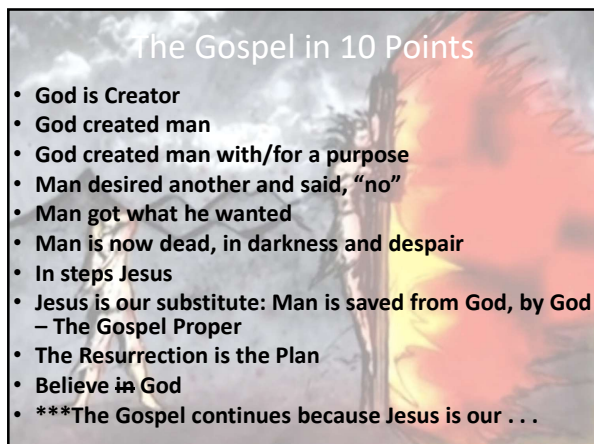 The Gospel in 10 Points
• God is Creator
• God created man
• God created man with/for a purpose
• Man desired another and said, “no”
• Man got what he wanted
• Man is now dead, in darkness and despair
• In steps Jesus
• Jesus is our substitute: Man is saved from God, by God
– The Gospel Proper
• The Resurrection is the Plan
• Believe in God
• ***The Gospel continues because Jesus is our . . .